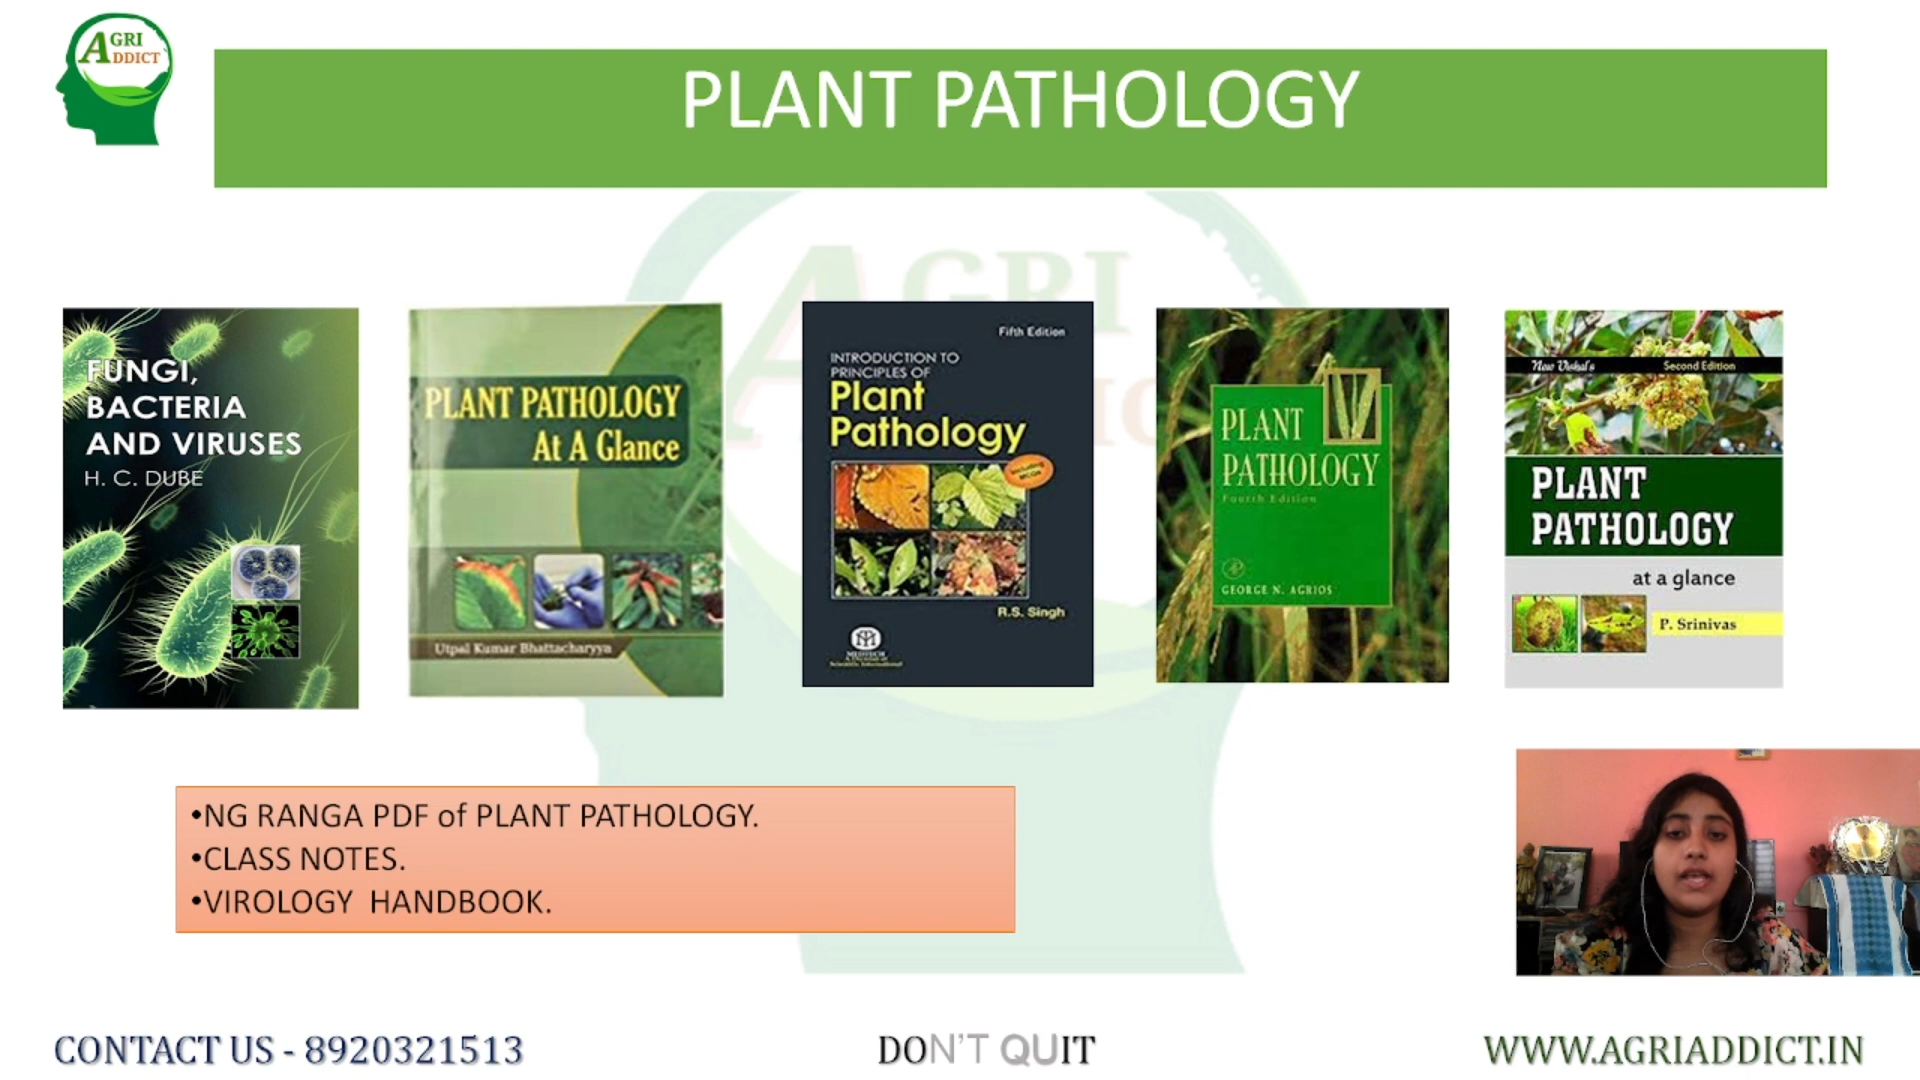 AGRI
ADDICT
PLANT PATHOLOGY
FUNGI,
BACTERIA
AND VIRUSES
H. C. DUBE
PLANT PATHOLOGY
At A Glance
Utpal Kumar Bhattacharyya
Fifth Edition
INTRODUCTION TO
PRINCIPLES OF
Plant
Pathology
R.S. Singh
MEDTECH
PLANT
PATHOLOGY
Fourth Edition
GEORGE N. AGRIOS
New Vishal's Second Edition
PLANT
PATHOLOGY
at a glance
P. Srinivas
•NG RANGA PDF of PLANT PATHOLOGY.
•CLASS NOTES.
•VIROLOGY HANDBOOK.
CONTACT US - 8920321513
DON'T QUIT
WWW.AGRIADDICT.IN